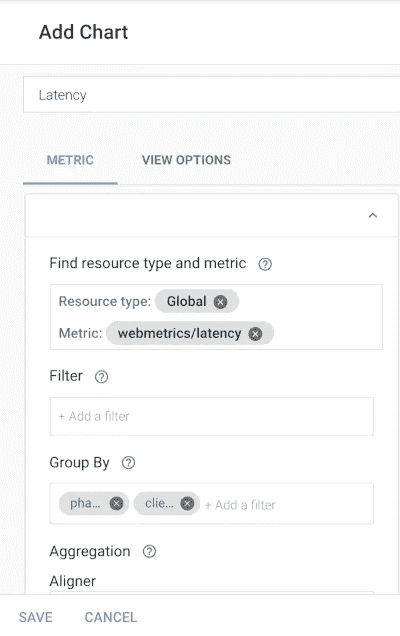 Add Chart
Latency
METRIC VIEW OPTIONS
Find resource type and metric ?
Resource type: Global
Metric: webmetrics/latency
Filter ?
+ Add a filter
Group By ?
pha... clie... + Add a filter
Aggregation ?
Aligner
SAVE CANCEL